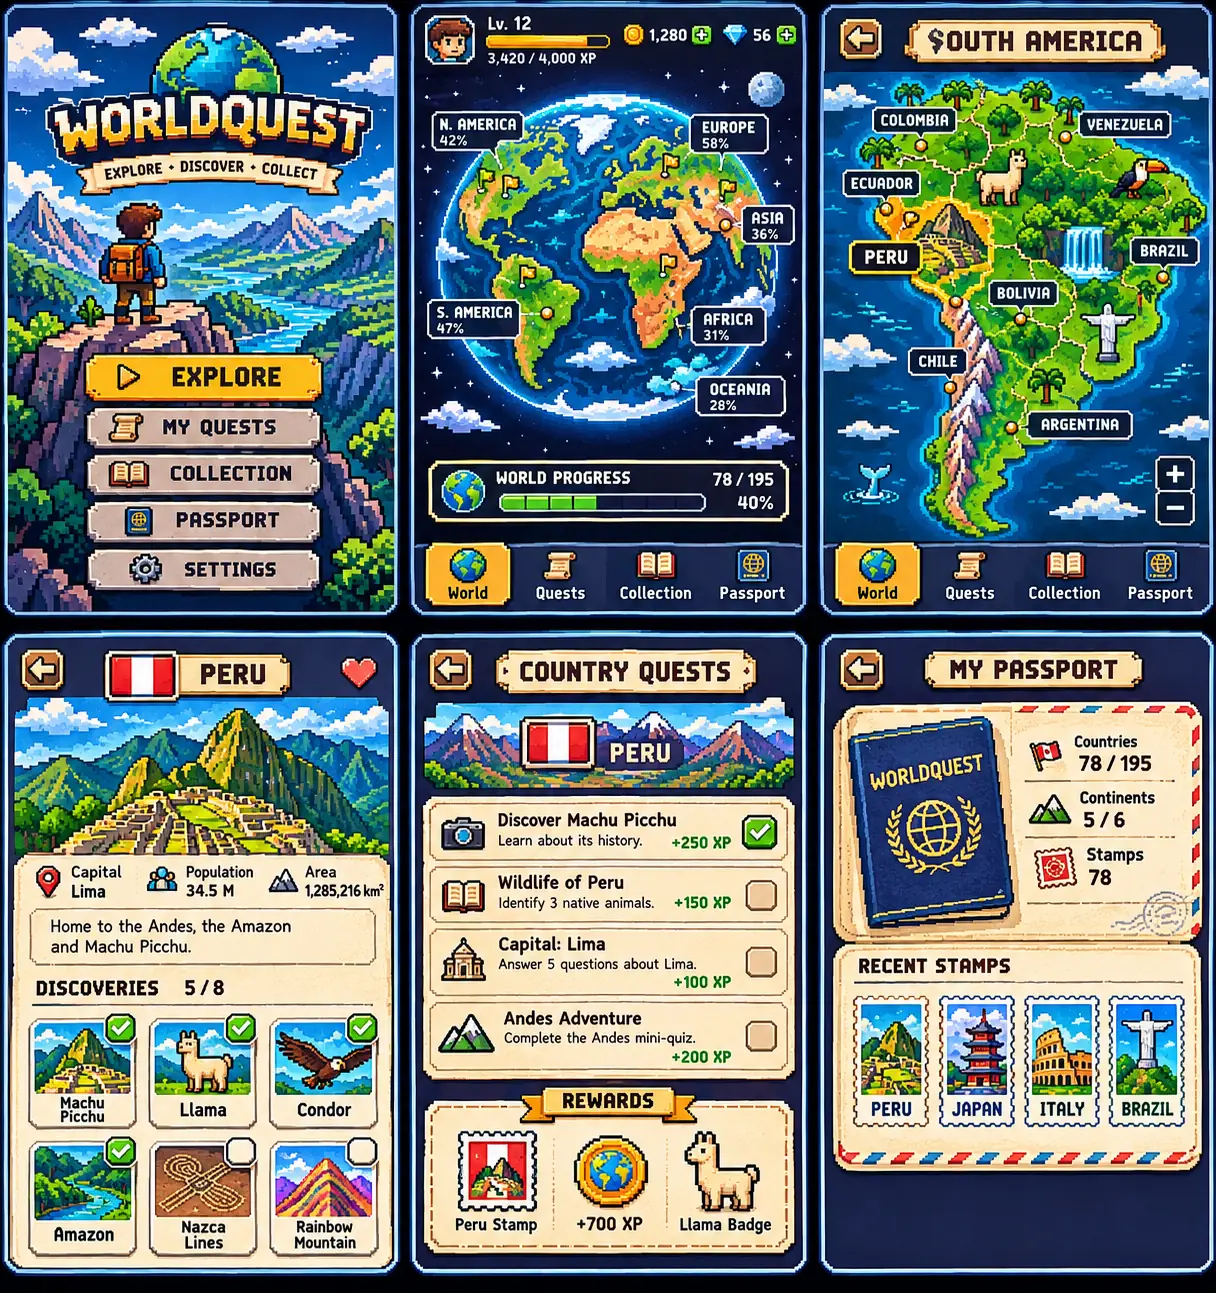 WORLDQUEST
EXPLORE • DISCOVER • COLLECT
EXPLORE
MY QUESTS
COLLECTION
PASSPORT
SETTINGS
Lv. 12
3,420 / 4,000 XP
1,280
56
N. AMERICA
42%
EUROPE
58%
ASIA
36%
S. AMERICA
47%
AFRICA
31%
OCEANIA
28%
WORLD PROGRESS
78 / 195
40%
World
Quests
Collection
Passport
$OUTH AMERICA
COLOMBIA
VENEZUELA
ECUADOR
PERU
BRAZIL
BOLIVIA
CHILE
ARGENTINA
+
−
World
Quests
Collection
Passport
PERU
Capital
Lima
Population
34.5 M
Area
1,285,216 km²
Home to the Andes, the Amazon
and Machu Picchu.
DISCOVERIES 5 / 8
Machu
Picchu
Llama
Condor
Amazon
Nazca
Lines
Rainbow
Mountain
COUNTRY QUESTS
PERU
Discover Machu Picchu
Learn about its history.
+250 XP
Wildlife of Peru
Identify 3 native animals.
+150 XP
Capital: Lima
Answer 5 questions about Lima.
+100 XP
Andes Adventure
Complete the Andes mini-quiz.
+200 XP
REWARDS
Peru Stamp
+700 XP
Llama Badge
MY PASSPORT
WORLDQUEST
Countries
78 / 195
Continents
5 / 6
Stamps
78
RECENT STAMPS
PERU
JAPAN
ITALY
BRAZIL